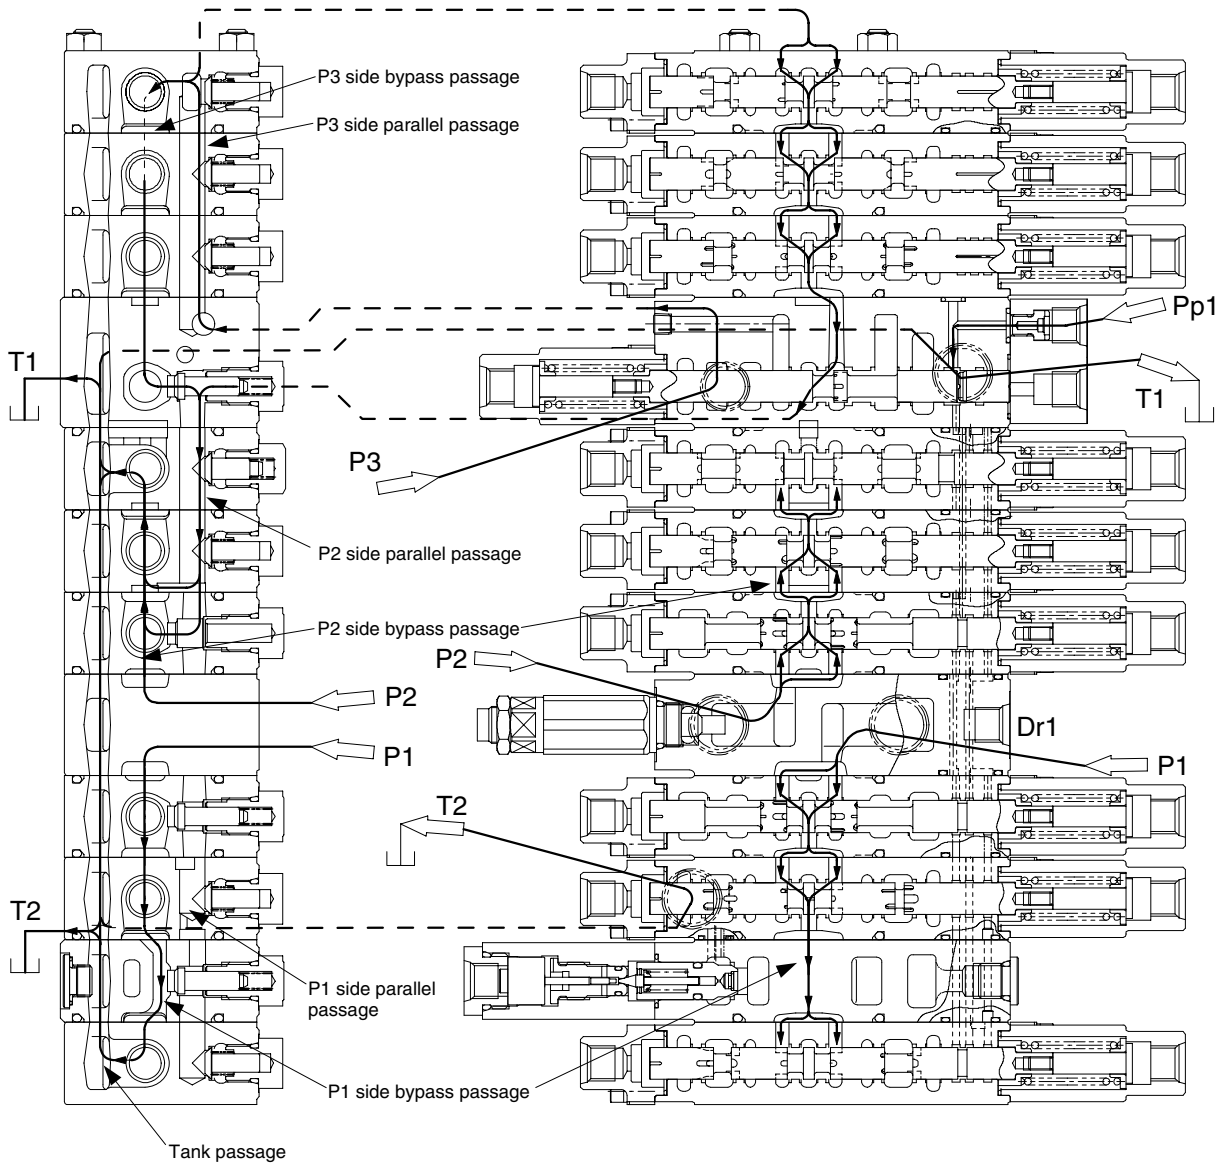 P3 side bypass passage
P3 side parallel passage
Pp1
T1
T1
P3
P2 side parallel passage
P2 side bypass passage
P2
P2
Dr1
P1
P1
T2
T2
P1 side parallel
passage
P1 side bypass passage
Tank passage